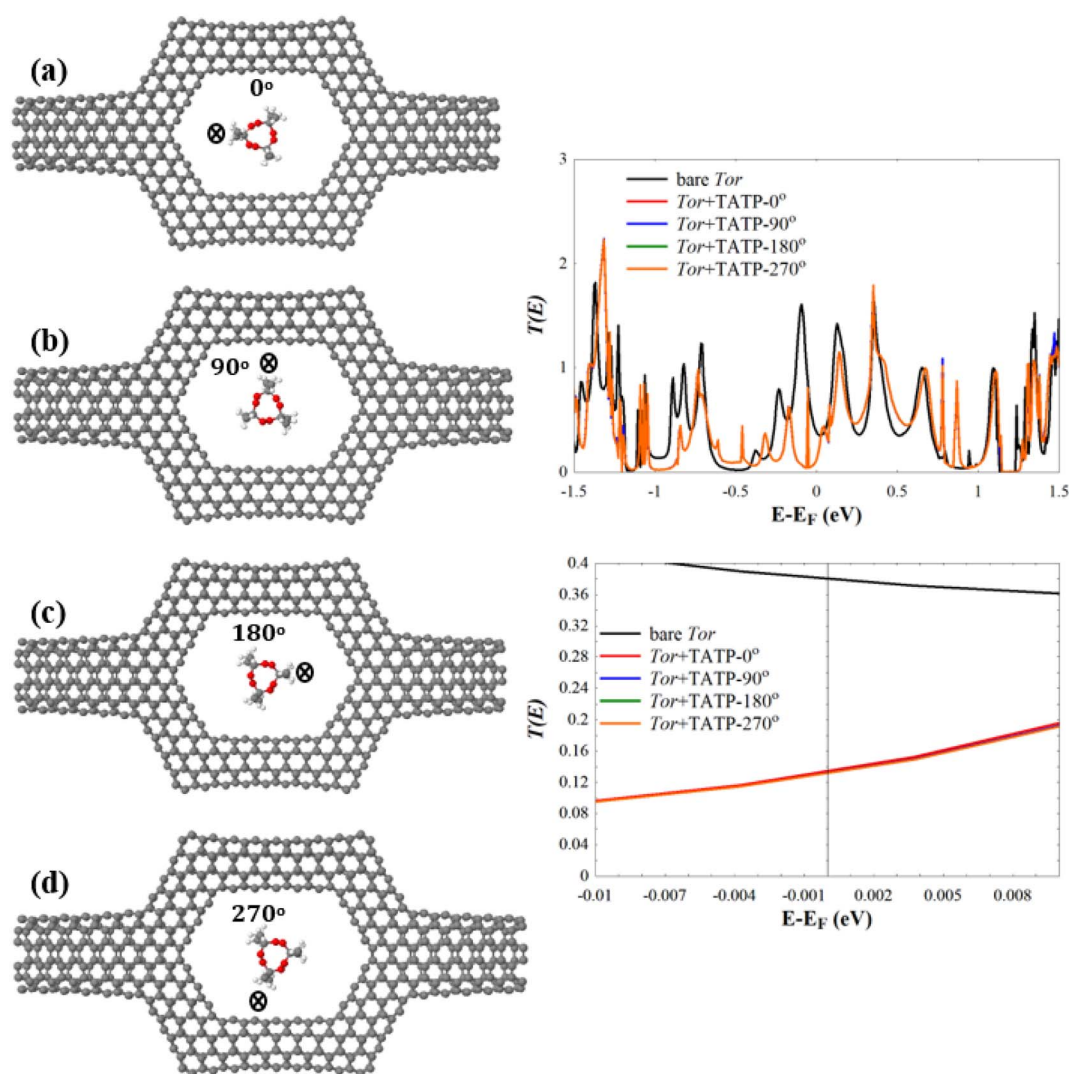 (a)
0°
(b)
90°
(c)
180°
(d)
270°
3
2
1
0
T(E)
bare Tor
Tor+TATP-0°
Tor+TATP-90°
Tor+TATP-180°
Tor+TATP-270°
-1.5 -1 -0.5 0 0.5 1 1.5
E-E_F (eV)
0.4
0.36
0.32
0.28
0.24
0.2
0.16
0.12
0.08
0.04
0
T(E)
bare Tor
Tor+TATP-0°
Tor+TATP-90°
Tor+TATP-180°
Tor+TATP-270°
-0.01 -0.007 -0.004 -0.001 0.002 0.005 0.008
E-E_F (eV)